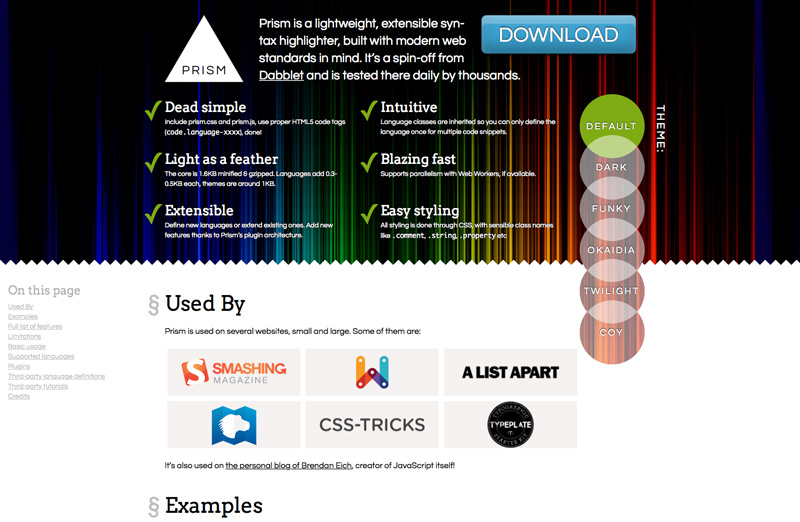 PRISM
Prism is a lightweight, extensible syn-
tax highlighter, built with modern web
standards in mind. It's a spin-off from
Dabblet and is tested there daily by thousands.
DOWNLOAD
Dead simple
Include prism.css and prism.js, use proper HTML5 code tags
(code.language-xxxx), done!
Intuitive
Language classes are inherited so you can only define the
language once for multiple code snippets.
Light as a feather
The core is 1.6KB minified & gzipped. Languages add 0.3-
0.5KB each, themes are around 1KB.
Blazing fast
Supports parallelism with Web Workers, if available.
Extensible
Define new languages or extend existing ones. Add new
features thanks to Prism's plugin architecture.
Easy styling
All styling is done through CSS, with sensible class names
like .comment, .string, .property etc
THEME:
DEFAULT
DARK
FUNKY
OKAIDIA
TWILIGHT
COY
On this page
Used By
Examples
Full list of features
Limitations
Basic usage
Supported languages
Plugins
Third-party language definitions
Third-party tutorials
Credits
§ Used By
Prism is used on several websites, small and large. Some of them are:
SMASHING
MAGAZINE
A LIST APART
CSS-TRICKS
TYPOGRAPHIC
TYPEPLATE
STARTER KIT
It's also used on the personal blog of Brendan Eich, creator of JavaScript itself!
§ Examples